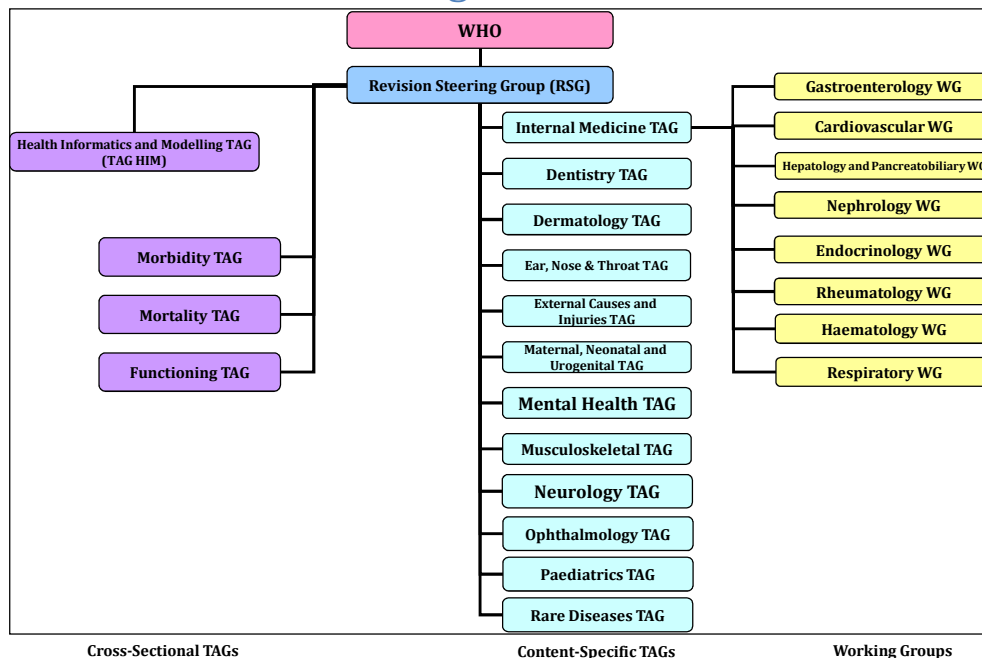 WHO
Revision Steering Group (RSG)
Health Informatics and Modelling TAG
(TAG HIM)
Morbidity TAG
Mortality TAG
Functioning TAG
Internal Medicine TAG
Dentistry TAG
Dermatology TAG
Ear, Nose & Throat TAG
External Causes and
Injuries TAG
Maternal, Neonatal and
Urogenital TAG
Mental Health TAG
Musculoskeletal TAG
Neurology TAG
Ophthalmology TAG
Paediatrics TAG
Rare Diseases TAG
Gastroenterology WG
Cardiovascular WG
Hepatology and Pancreatobiliary WG
Nephrology WG
Endocrinology WG
Rheumatology WG
Haematology WG
Respiratory WG
Cross-Sectional TAGs
Content-Specific TAGs
Working Groups